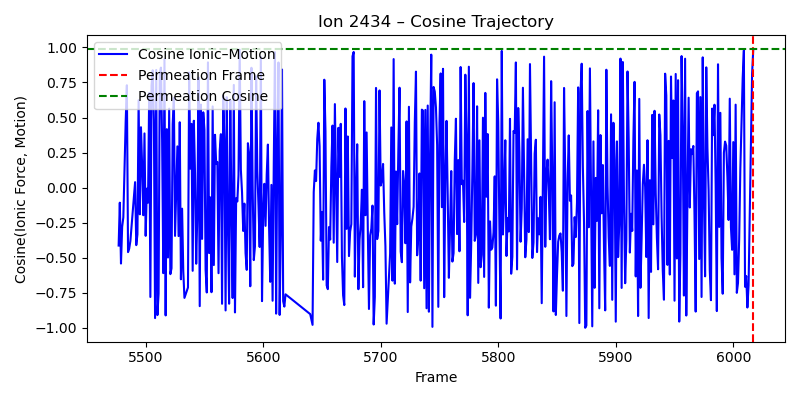 Ion 2434 – Cosine Trajectory
Cosine Ionic–Motion
Permeation Frame
Permeation Cosine
Cosine(Ionic Force, Motion)
1.00
0.75
0.50
0.25
0.00
−0.25
−0.50
−0.75
−1.00
5500
5600
5700
5800
5900
6000
Frame